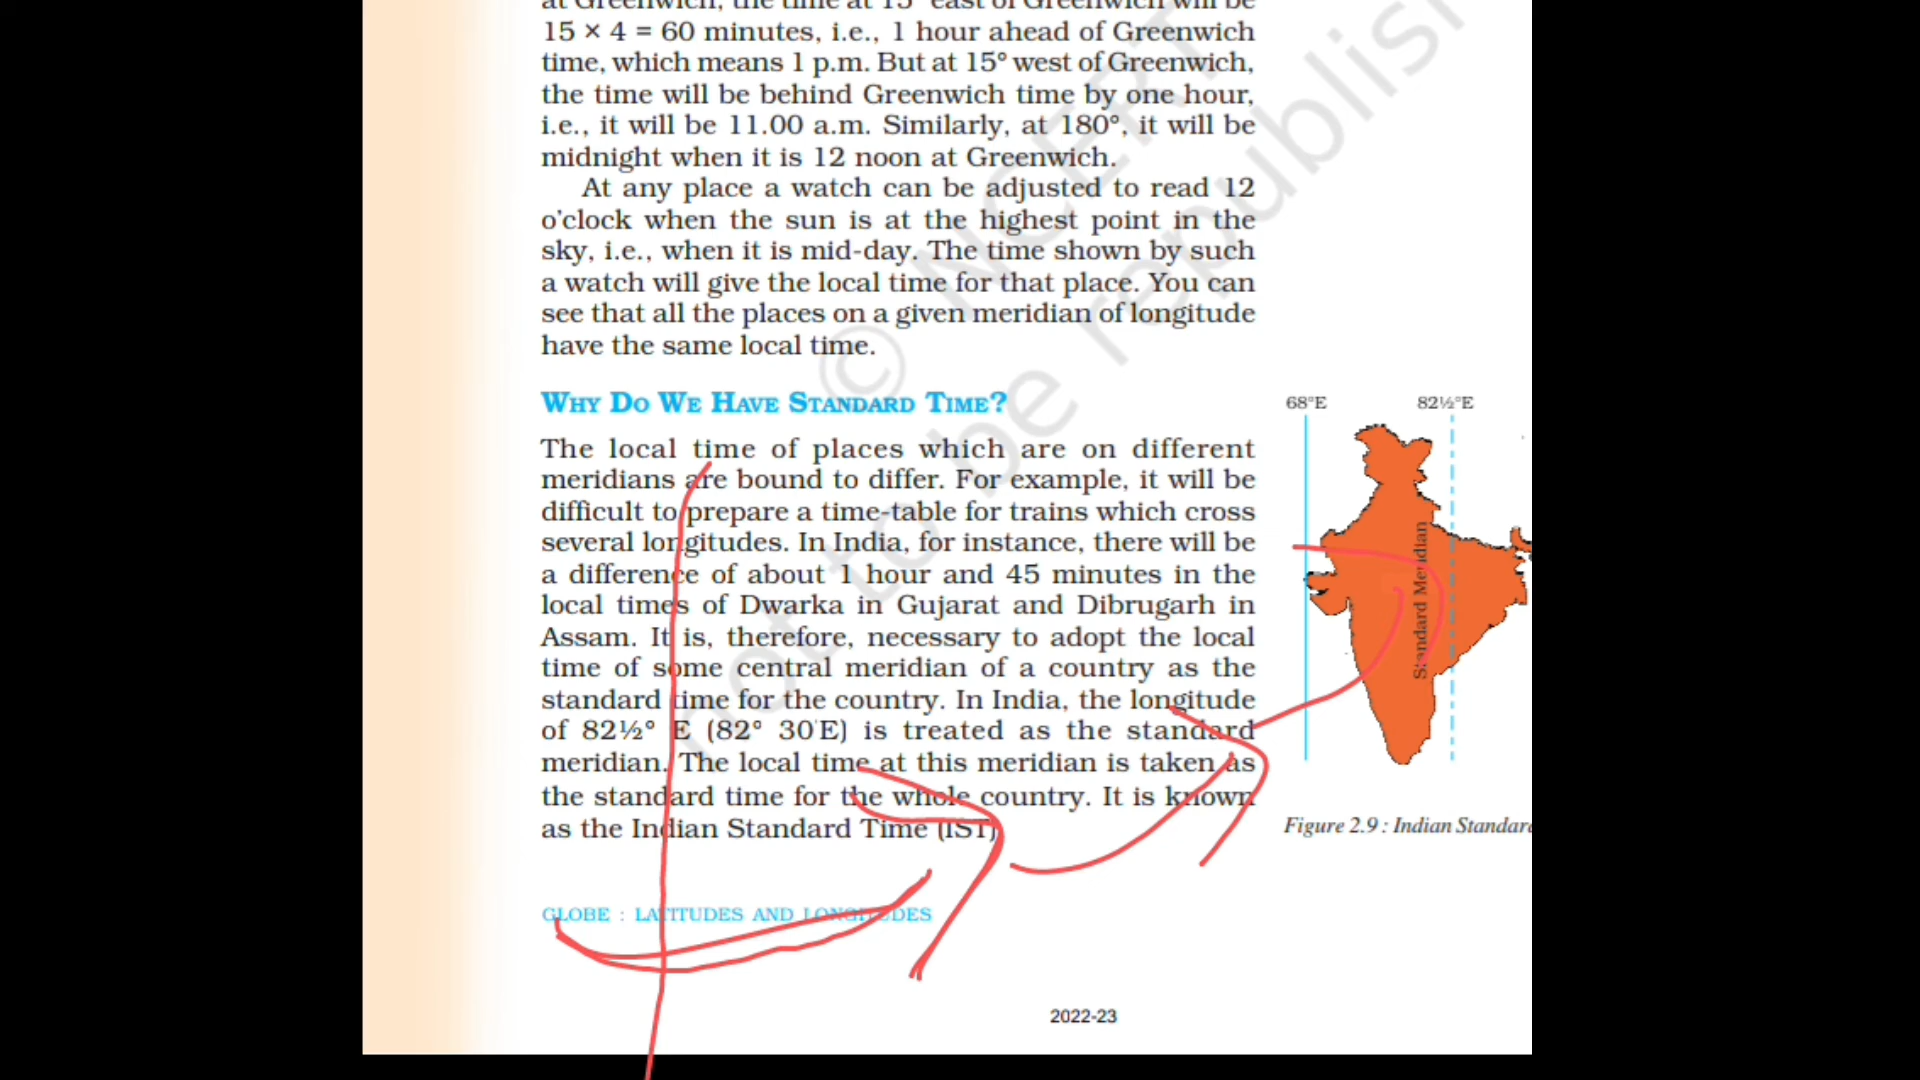 15 × 4 = 60 minutes, i.e., 1 hour ahead of Greenwich
time, which means 1 p.m. But at 15° west of Greenwich,
the time will be behind Greenwich time by one hour,
i.e., it will be 11.00 a.m. Similarly, at 180°, it will be
midnight when it is 12 noon at Greenwich.
At any place a watch can be adjusted to read 12
o'clock when the sun is at the highest point in the
sky, i.e., when it is mid-day. The time shown by such
a watch will give the local time for that place. You can
see that all the places on a given meridian of longitude
have the same local time.
WHY DO WE HAVE STANDARD TIME?
The local time of places which are on different
meridians are bound to differ. For example, it will be
difficult to prepare a time-table for trains which cross
several longitudes. In India, for instance, there will be
a difference of about 1 hour and 45 minutes in the
local times of Dwarka in Gujarat and Dibrugarh in
Assam. It is, therefore, necessary to adopt the local
time of some central meridian of a country as the
standard time for the country. In India, the longitude
of 82½° E (82° 30'E) is treated as the standard
meridian. The local time at this meridian is taken as
the standard time for the whole country. It is known
as the Indian Standard Time (IST)
68°E 82½°E
Standard Meridian
Figure 2.9 : Indian Standard
GLOBE : LATITUDES AND LONGITUDES
2022-23
© NCERT
not to be republis